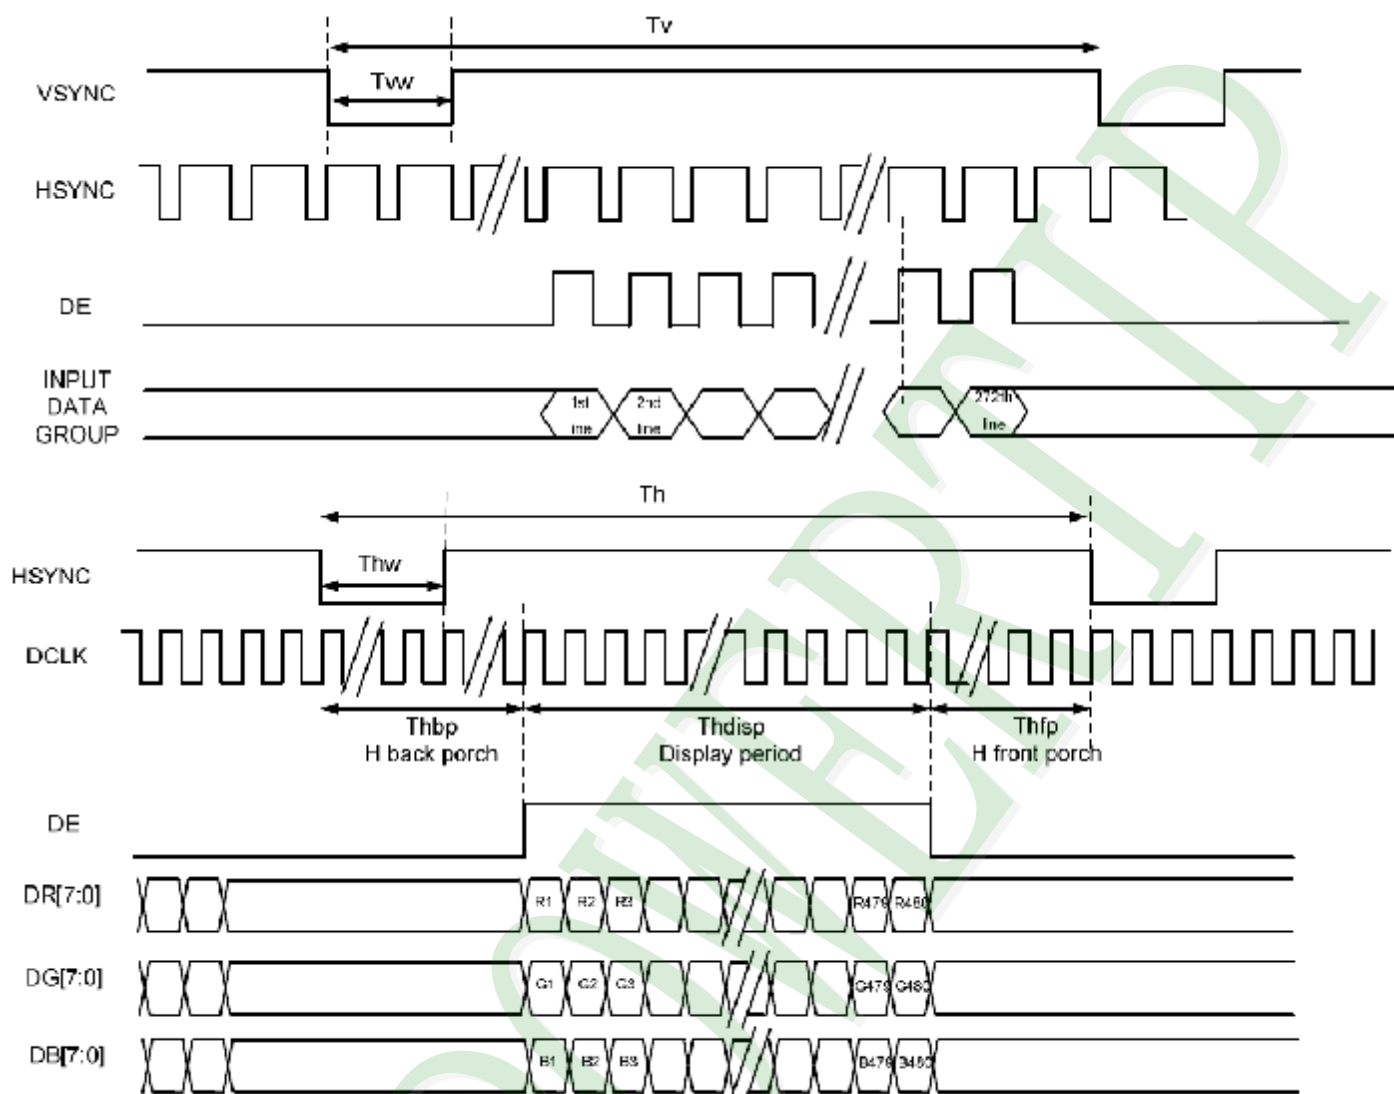 Tv
VSYNC
Tvw
HSYNC
DE
INPUT
DATA
GROUP
1st
ine
2nd
line
272th
line
Th
HSYNC
Thw
DCLK
Thbp
H back porch
Thdisp
Display period
Thfp
H front porch
DE
DR[7:0]
R1 R2 R3 R479 R480
DG[7:0]
G1 G2 G3 G479 G480
DB[7:0]
B1 B2 B3 B479 B480
POWERTIP